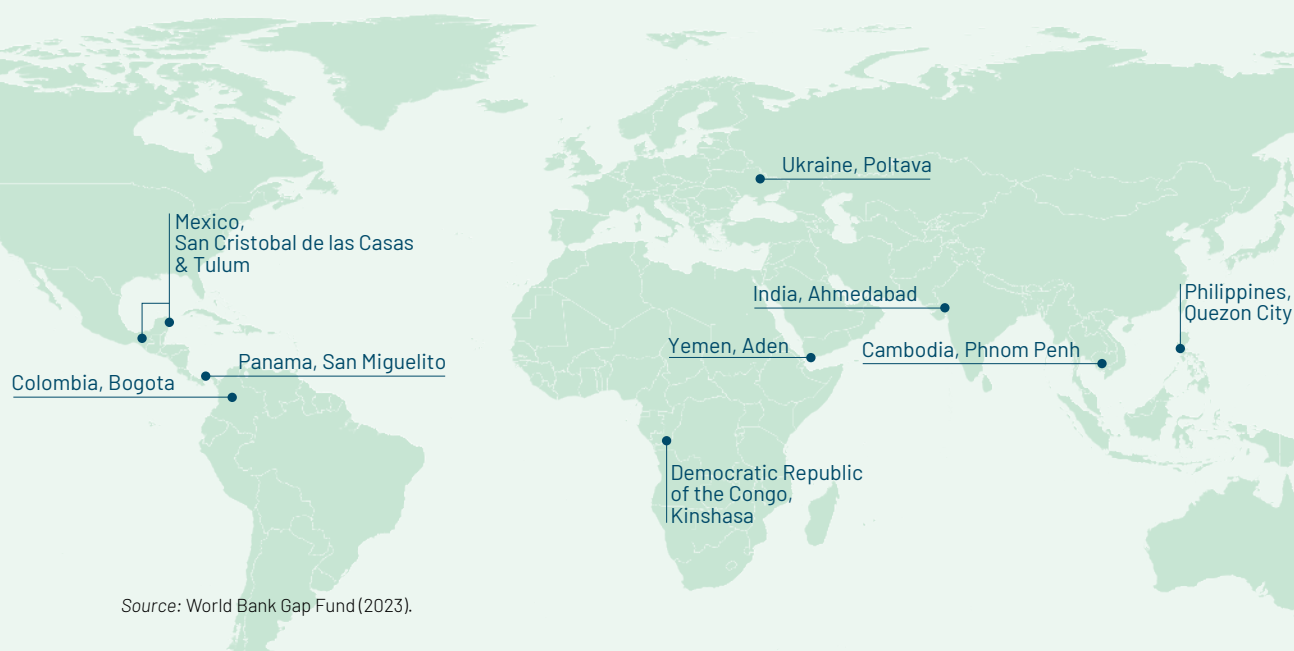 Ukraine, Poltava
Mexico,
San Cristobal de las Casas
& Tulum
India, Ahmedabad
Philippines,
Quezon City
Yemen, Aden
Cambodia, Phnom Penh
Panama, San Miguelito
Colombia, Bogota
Democratic Republic
of the Congo,
Kinshasa
Source: World Bank Gap Fund (2023).